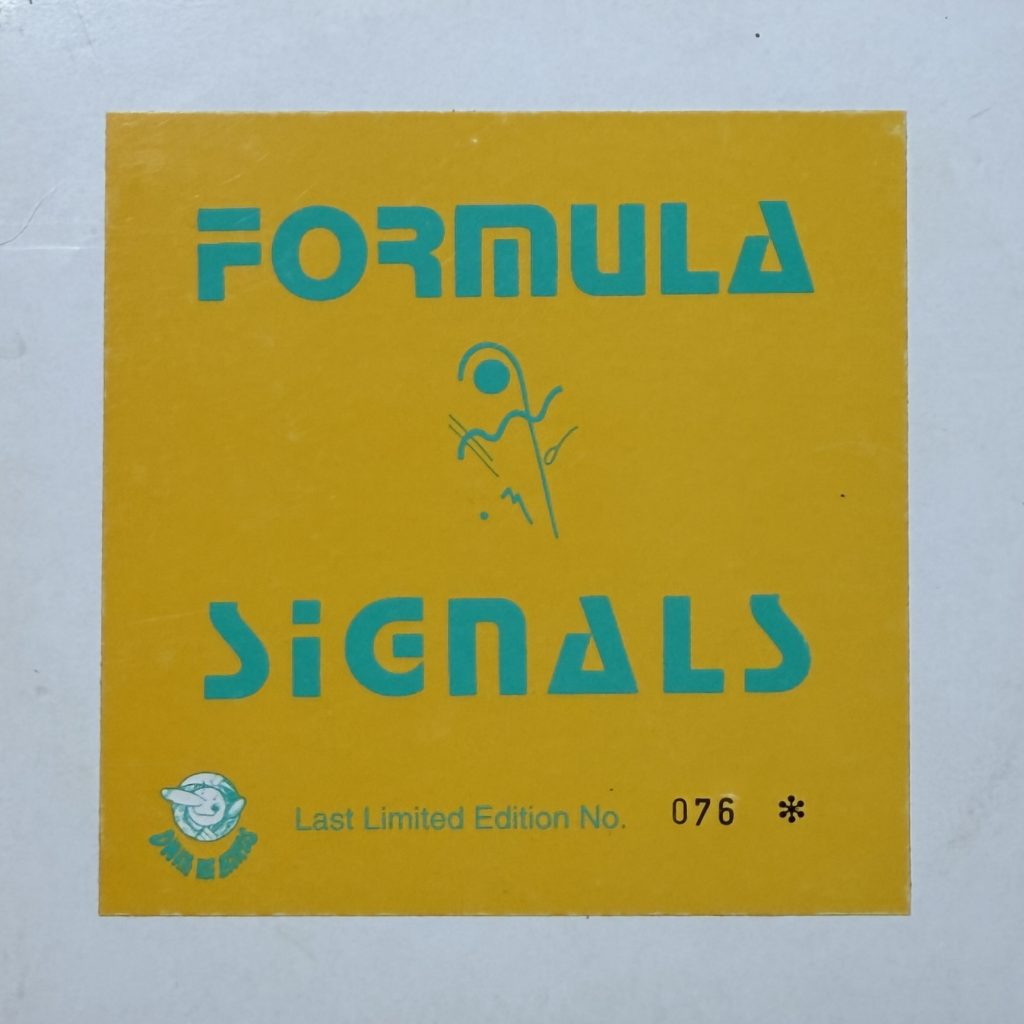 FORMULA
SiGNALS
Last Limited Edition No. 076 *